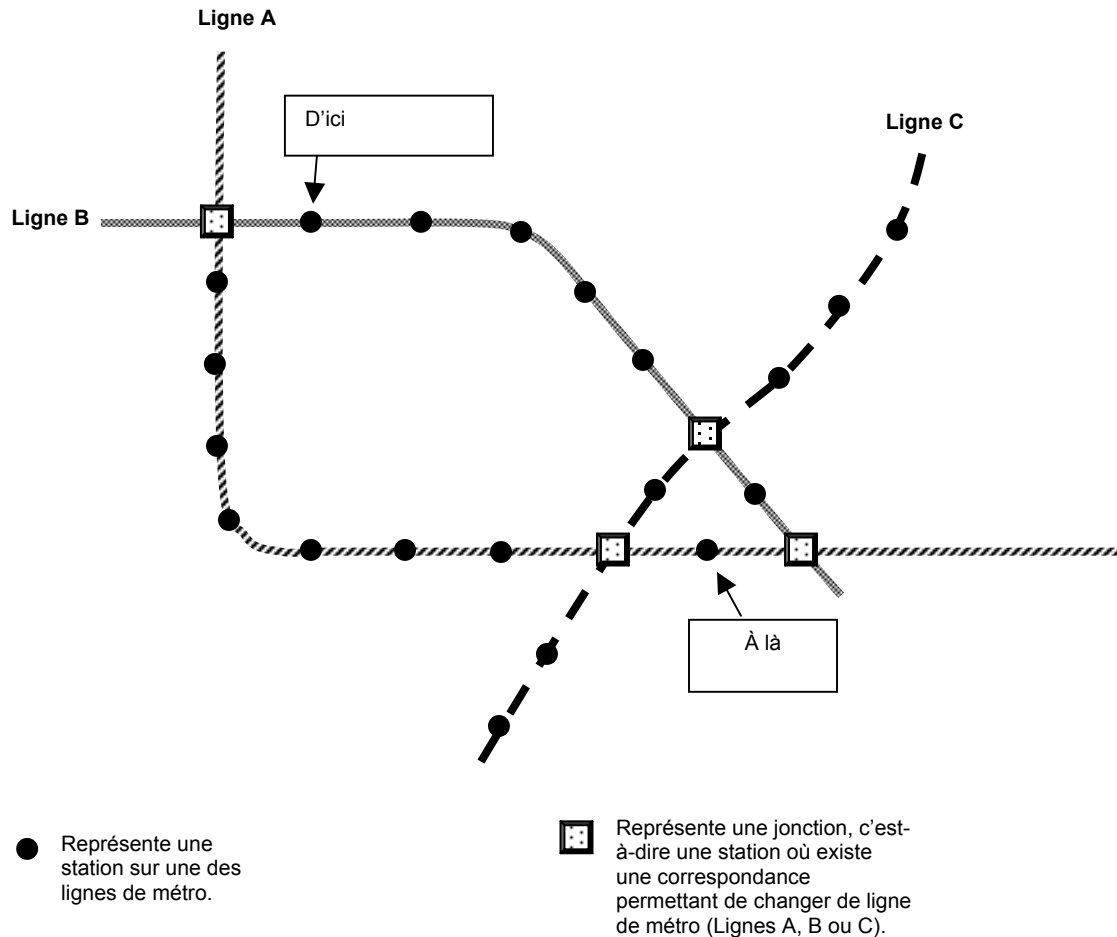 Ligne A
D'ici
Ligne C
Ligne B
À là
Représente une
station sur une des
lignes de métro.
Représente une jonction, c'est-
à-dire une station où existe
une correspondance
permettant de changer de ligne
de métro (Lignes A, B ou C).